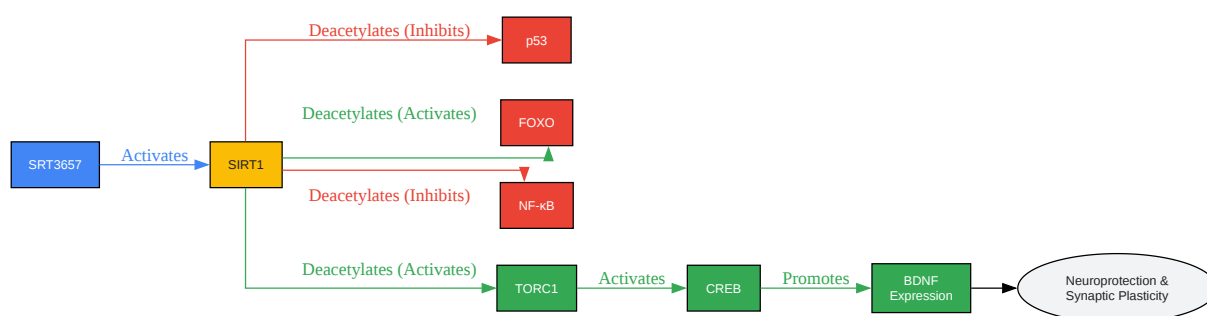 Deacetylates (Inhibits)
p53
Deacetylates (Activates)
FOXO
SRT3657
Activates
SIRT1
Deacetylates (Inhibits)
NF-κB
Deacetylates (Activates)
TORC1
Activates
CREB
Promotes
BDNF
Expression
Neuroprotection &
Synaptic Plasticity